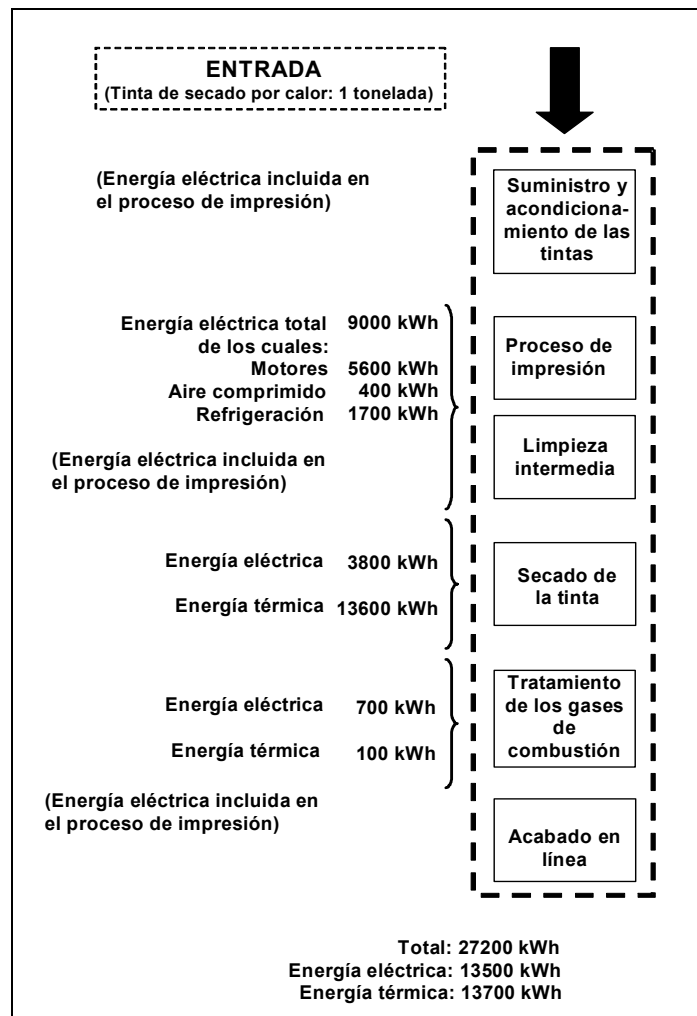 ENTRADA
(Tinta de secado por calor: 1 tonelada)
(Energía eléctrica incluida en
el proceso de impresión)
Suministro y
acondiciona-
miento de las
tintas
Energía eléctrica total 9000 kWh
de los cuales:
Motores 5600 kWh
Aire comprimido 400 kWh
Refrigeración 1700 kWh
Proceso de
impresión
(Energía eléctrica incluida en
el proceso de impresión)
Limpieza
intermedia
Energía eléctrica 3800 kWh
Energía térmica 13600 kWh
Secado de
la tinta
Energía eléctrica 700 kWh
Energía térmica 100 kWh
Tratamiento
de los gases
de
combustión
(Energía eléctrica incluida en
el proceso de impresión)
Acabado en
línea
Total: 27200 kWh
Energía eléctrica: 13500 kWh
Energía térmica: 13700 kWh